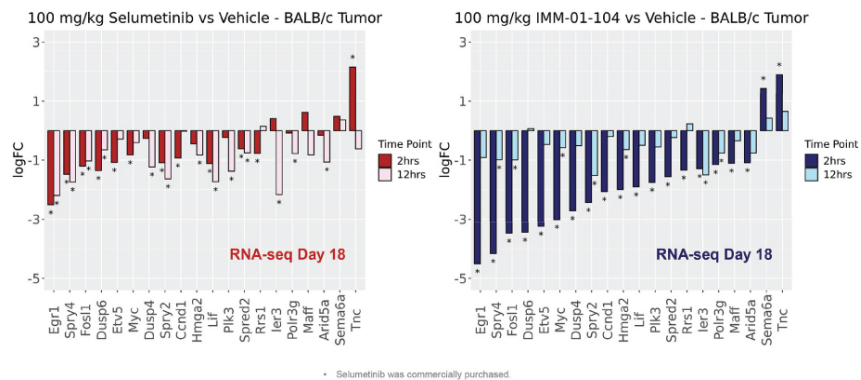 100 mg/kg Selumetinib vs Vehicle - BALB/c Tumor
3
1
-1
-3
-5
logFC
*
RNA-seq Day 18
Egr1
Spry4
Fosl1
Dusp6
Etv5
Myc
Dusp4
Spry2
Ccnd1
Hmga2
Lif
Plk3
Spred2
Rrs1
Ier3
Polr3g
Maff
Arid5a
Sema6a
Tnc
Time Point
2hrs
12hrs
100 mg/kg IMM-01-104 vs Vehicle - BALB/c Tumor
3
1
-1
-3
-5
logFC
*
RNA-seq Day 18
Egr1
Spry4
Fosl1
Dusp6
Etv5
Myc
Dusp4
Spry2
Ccnd1
Hmga2
Lif
Plk3
Spred2
Rrs1
Ier3
Polr3g
Maff
Arid5a
Sema6a
Tnc
Time Point
2hrs
12hrs
• Selumetinib was commercially purchased.